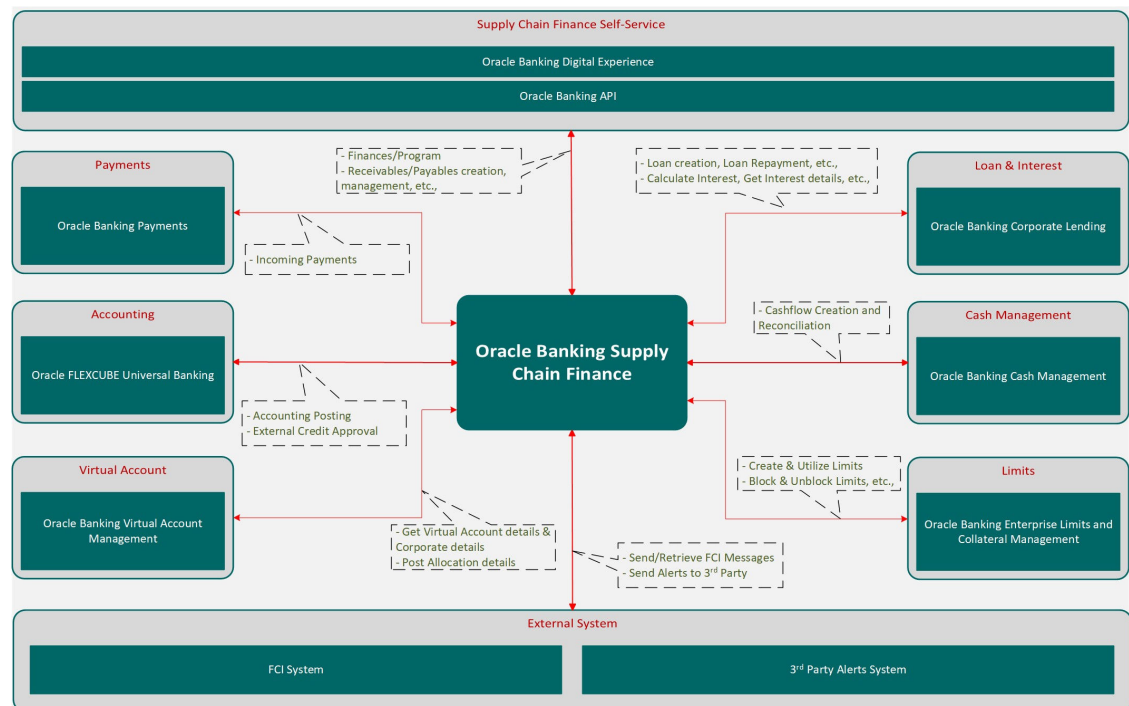 Supply Chain Finance Self-Service
Oracle Banking Digital Experience
Oracle Banking API
- Finances/Program
- Receivables/Payables creation,
management, etc.,
- Loan creation, Loan Repayment, etc.,
- Calculate Interest, Get Interest details, etc.,
Payments
Oracle Banking Payments
- Incoming Payments
Loan & Interest
Oracle Banking Corporate Lending
Accounting
Oracle FLEXCUBE Universal Banking
- Accounting Posting
- External Credit Approval
Oracle Banking Supply
Chain Finance
- Cashflow Creation and
Reconciliation
Cash Management
Oracle Banking Cash Management
Virtual Account
Oracle Banking Virtual Account
Management
- Get Virtual Account details &
Corporate details
- Post Allocation details
- Create & Utilize Limits
- Block & Unblock Limits, etc.,
Limits
Oracle Banking Enterprise Limits and
Collateral Management
- Send/Retrieve FCI Messages
- Send Alerts to 3rd Party
External System
FCI System
3rd Party Alerts System